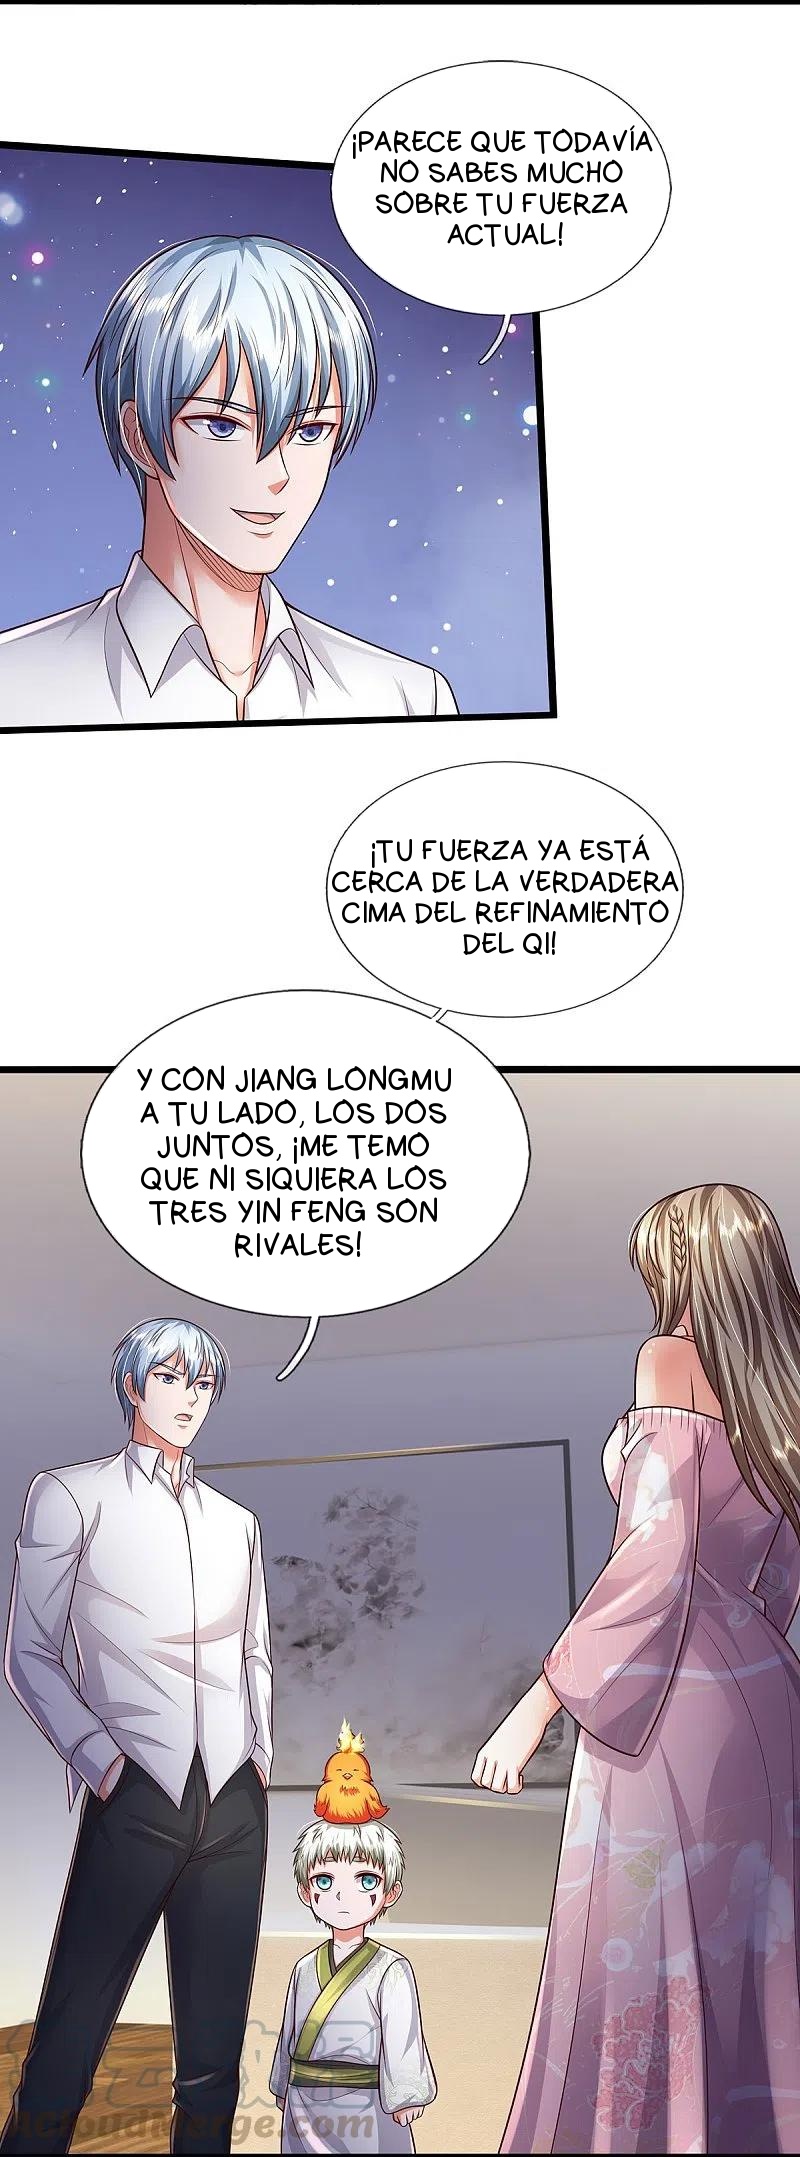 ¡PARECE QUE TODAVÍA
NO SABES MUCHO
SOBRE TU FUERZA
ACTUAL!
¡TU FUERZA YA ESTÁ
CERCA DE LA VERDADERA
CIMA DEL REFINAMIENTO
DEL QI!
Y CON JIANG LONGMU
A TU LADO, LOS DOS
JUNTOS, ¡ME TEMO
QUE NI SIQUIERA LOS
TRES YIN FENG SON
RIVALES!
AcloudMerge.com